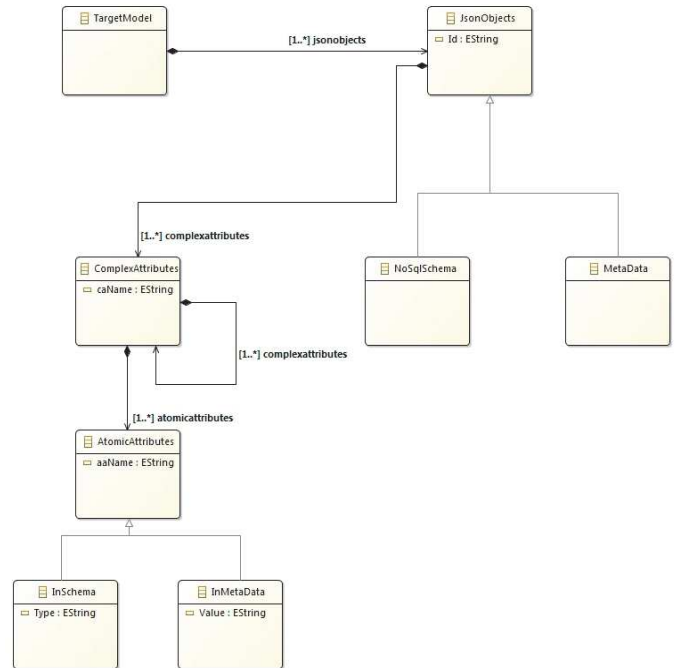 TargetModel
JsonObjects
[1..*] jsonobjects
Id : EString
[1..*] complexattributes
ComplexAttributes
caName : EString
NoSqlSchema
MetaData
[1..*] complexattributes
[1..*] atomicattributes
AtomicAttributes
aaName : EString
InSchema
InMetaData
Type : EString
Value : EString